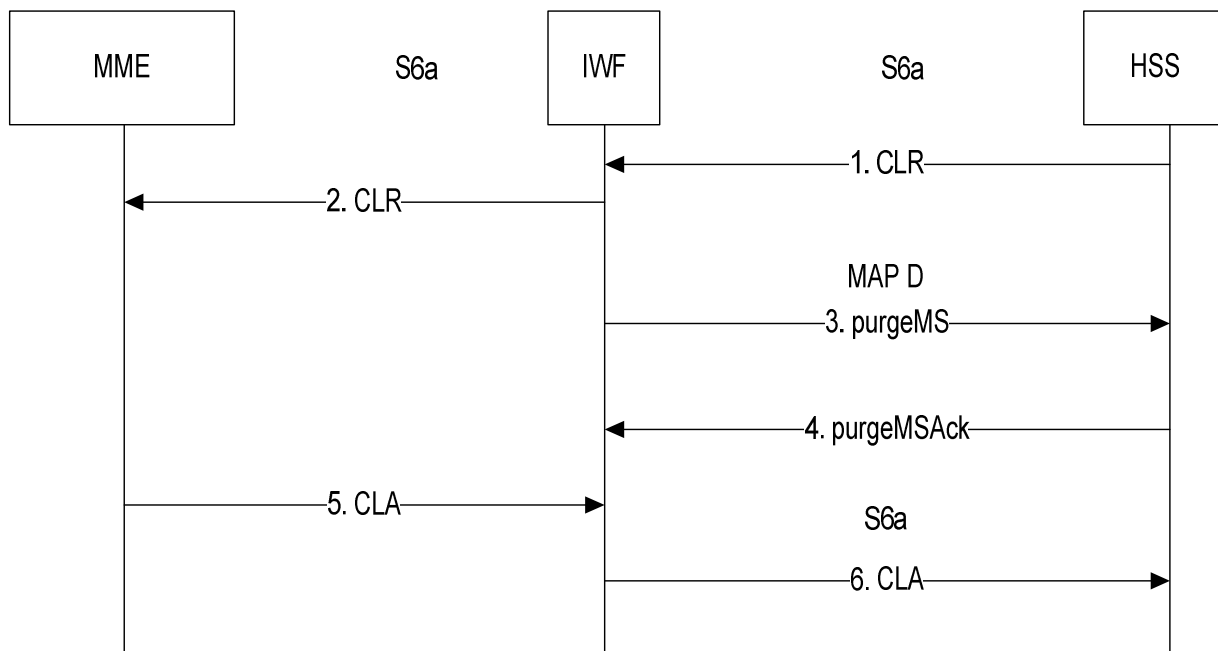 MME
S6a
IWF
S6a
HSS
1. CLR
2. CLR
MAP D
3. purgeMS
4. purgeMSAck
5. CLA
S6a
6. CLA